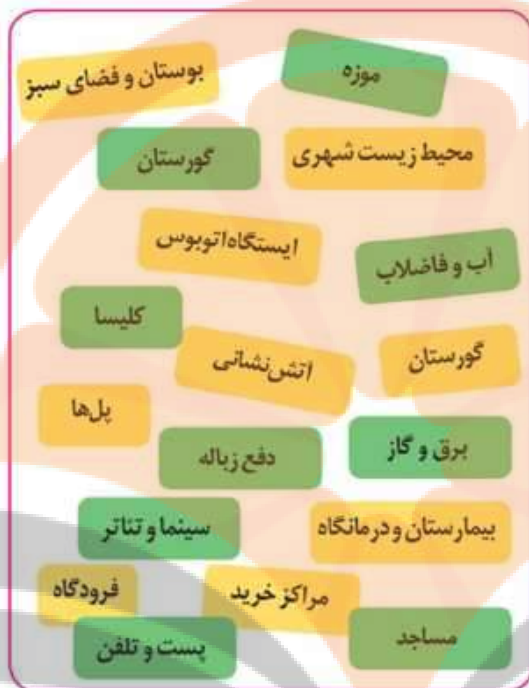 موزه
بوستان و فضای سبز
محیط زیست شهری
گورستان
ایستگاه اتوبوس
آب و فاضلاب
کلیسا
گورستان
آتش‌نشانی
پل‌ها
برق و گاز
دفع زباله
بیمارستان و درمانگاه
سینما و تئاتر
مراکز خرید
فرودگاه
مساجد
پست و تلفن